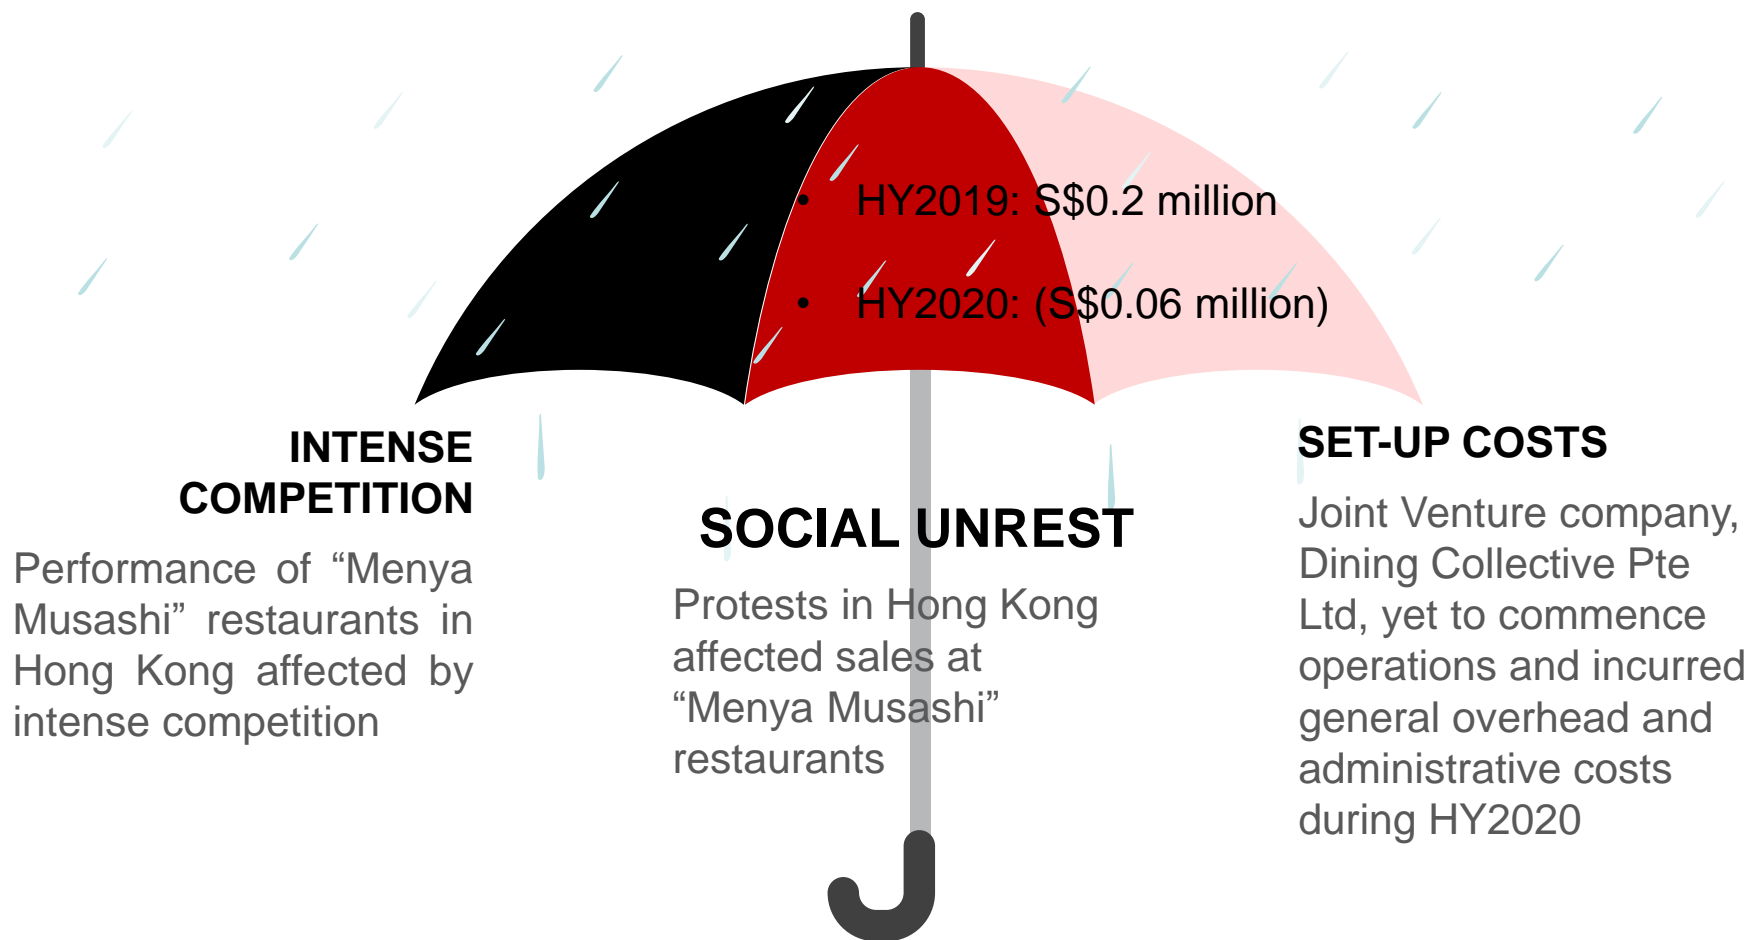 • HY2019: S$0.2 million
• HY2020: (S$0.06 million)
INTENSE
COMPETITION
Performance of “Menya
Musashi” restaurants in
Hong Kong affected by
intense competition
SOCIAL UNREST
Protests in Hong Kong
affected sales at
“Menya Musashi”
restaurants
SET-UP COSTS
Joint Venture company,
Dining Collective Pte
Ltd, yet to commence
operations and incurred
general overhead and
administrative costs
during HY2020